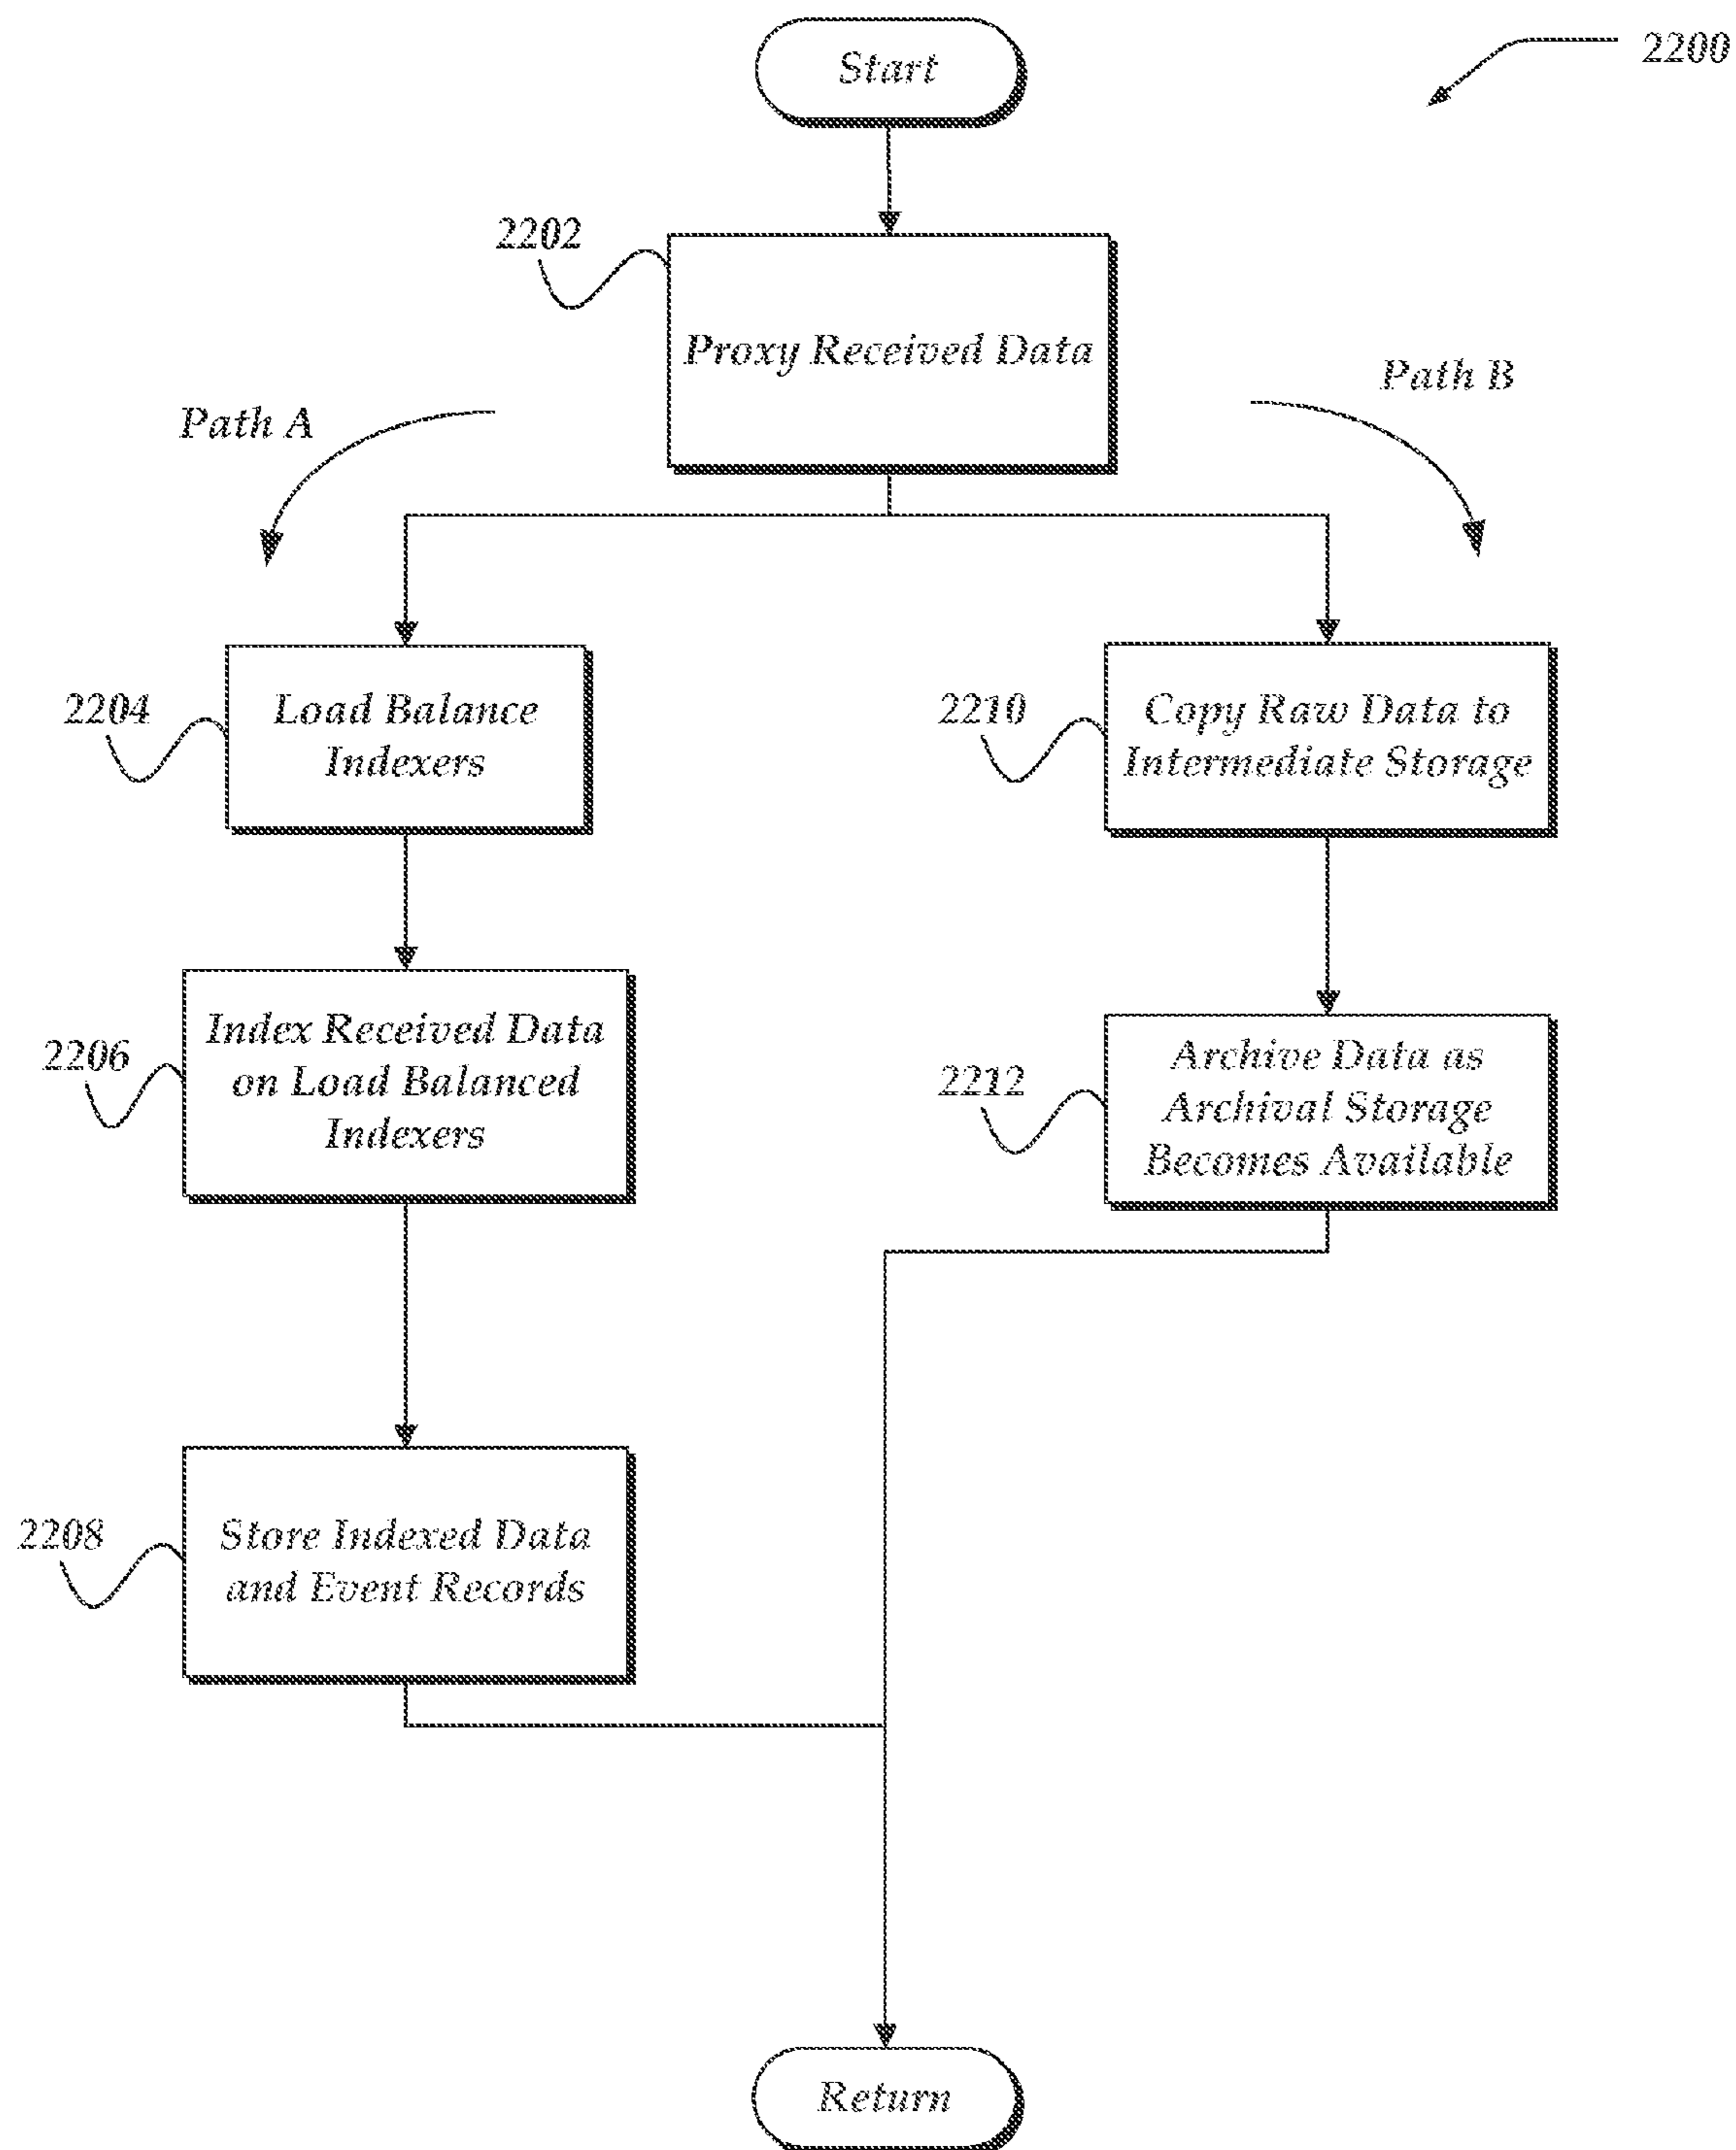 Start
2200
2202
Proxy Received Data
Path A
Path B
2204
Load Balance
Indexers
2210
Copy Raw Data to
Intermediate Storage
2206
Index Received Data
on Load Balanced
Indexers
2212
Archive Data as
Archival Storage
Becomes Available
2208
Store Indexed Data
and Event Records
Return